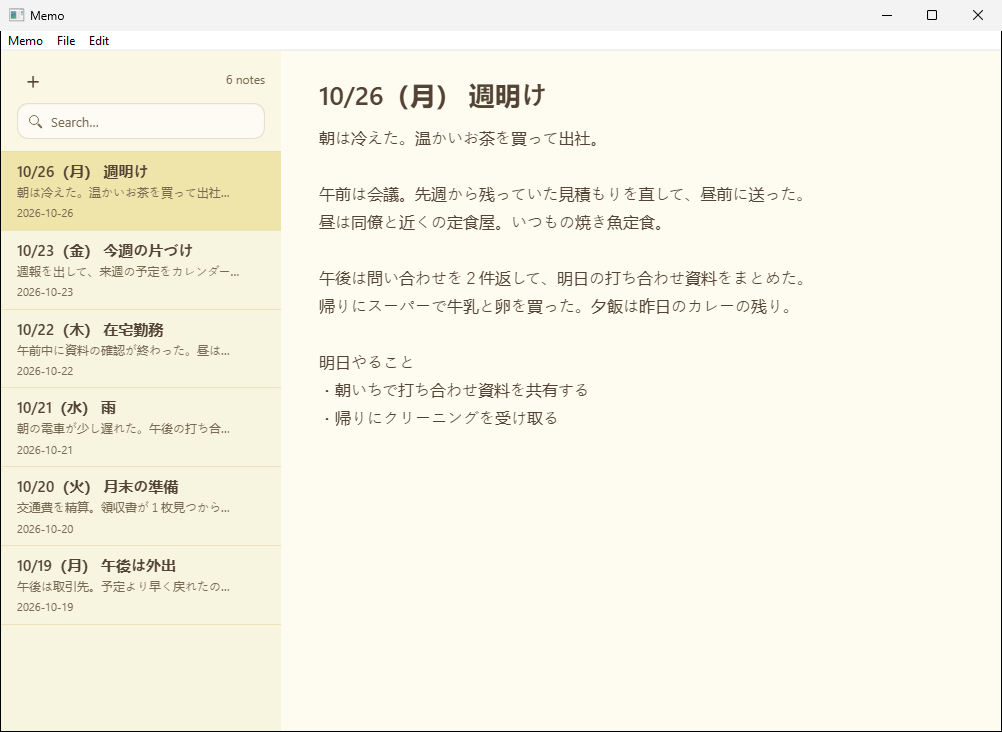 Memo
Memo File Edit
+
6 notes
Search...
10/26（月） 週明け
朝は冷えた。温かいお茶を買って出社...
2026-10-26
10/23（金） 今週の片づけ
週報を出して、来週の予定をカレンダー...
2026-10-23
10/22（木） 在宅勤務
午前中に資料の確認が終わった。昼は...
2026-10-22
10/21（水） 雨
朝の電車が少し遅れた。午後の打ち合...
2026-10-21
10/20（火） 月末の準備
交通費を精算。領収書が１枚見つから...
2026-10-20
10/19（月） 午後は外出
午後は取引先。予定より早く戻れたの...
2026-10-19
10/26（月） 週明け
朝は冷えた。温かいお茶を買って出社。
午前は会議。先週から残っていた見積もりを直して、昼前に送った。
昼は同僚と近くの定食屋。いつもの焼き魚定食。
午後は問い合わせを２件返して、明日の打ち合わせ資料をまとめた。
帰りにスーパーで牛乳と卵を買った。夕飯は昨日のカレーの残り。
明日やること
・朝いちで打ち合わせ資料を共有する
・帰りにクリーニングを受け取る